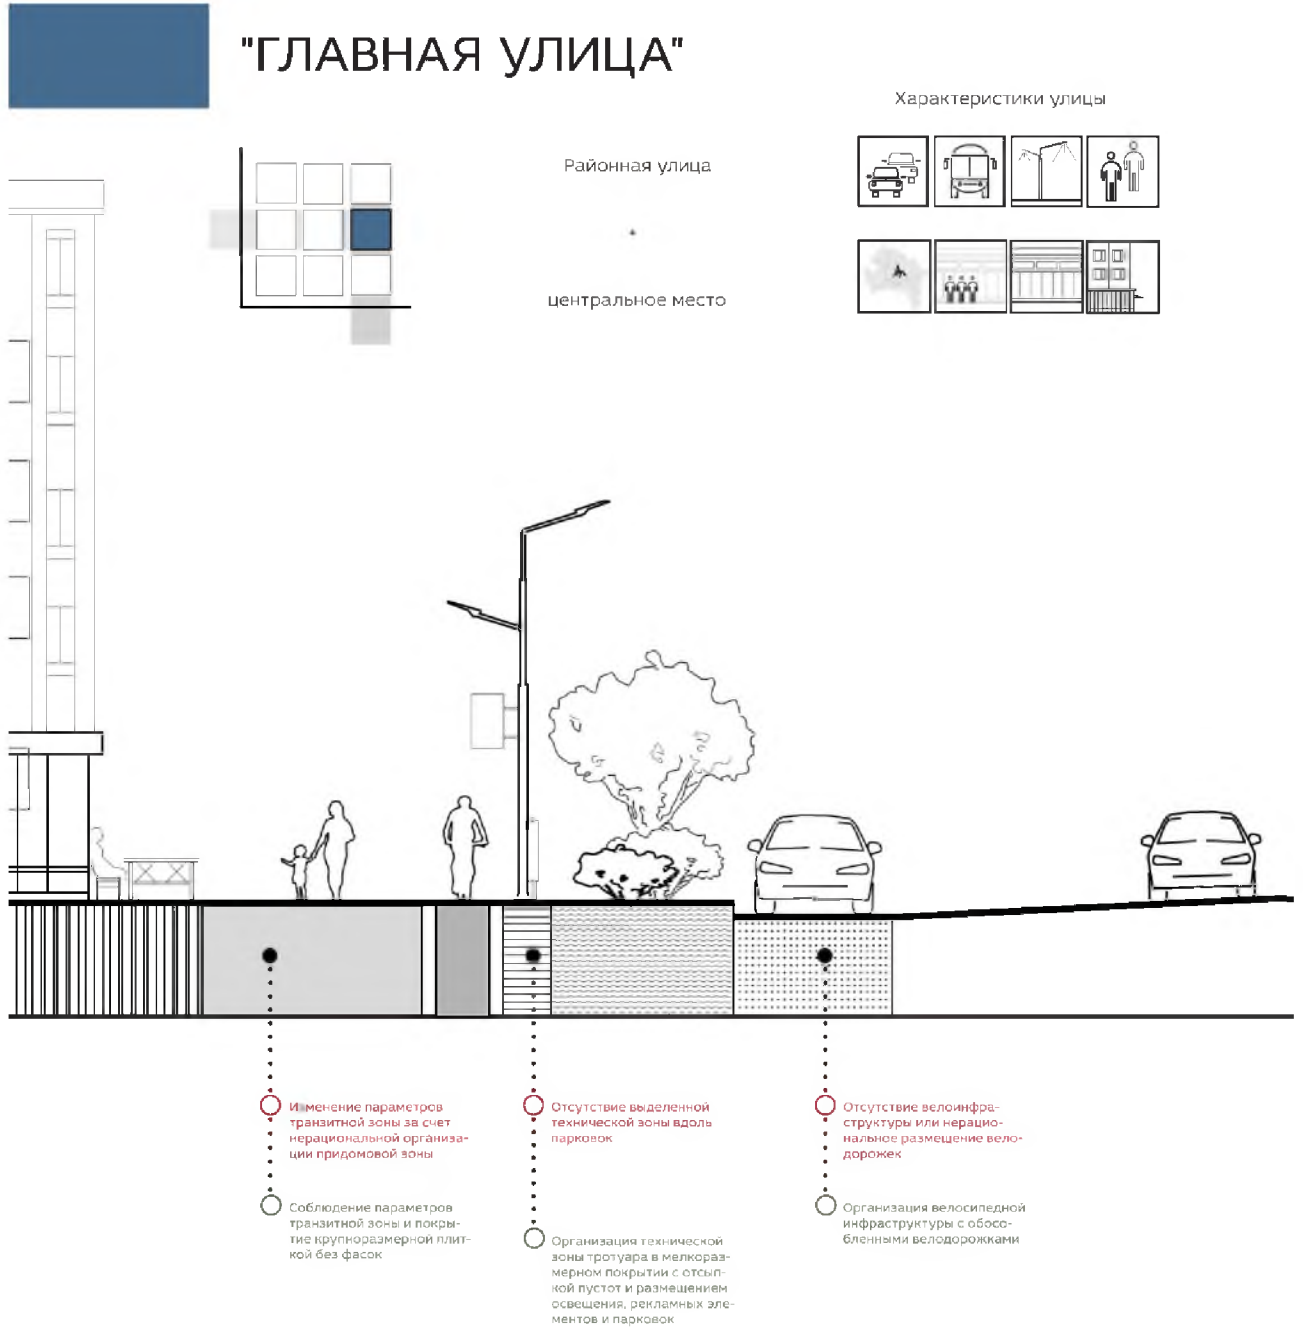 "ГЛАВНАЯ УЛИЦА"
Характеристики улицы
Районная улица
+
центральное место
Изменение параметров
транзитной зоны за счет
нерациональной организа-
ции придомовой зоны
Отсутствие выделенной
технической зоны вдоль
парковок
Отсутствие велоинфра-
структуры или нерацио-
нальное размещение вело-
дорожек
Соблюдение параметров
транзитной зоны и покры-
тие крупноразмерной плит-
кой без фасок
Организация технической
зоны тротуара в мелкораз-
мерном покрытии с отсып-
кой пустот и размещением
освещения, рекламных эле-
ментов и парковок
Организация велосипедной
инфраструктуры с обосо-
бленными велодорожками